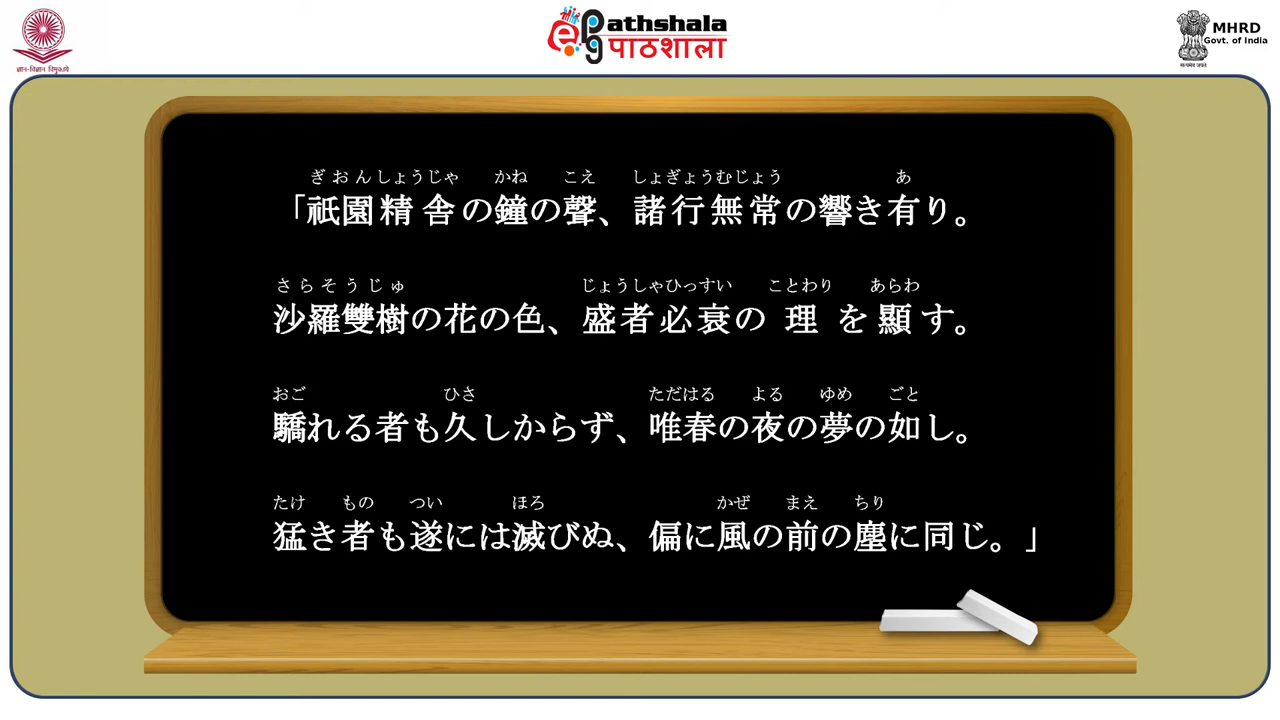 ज्ञान-विज्ञान विमुक्तये
ePathshala
पाठशाला
MHRD
Govt. of India
सत्यमेव जयते
ぎおんしょうじゃ かね こえ しょぎょうむじょう あ
「祇園精舎の鐘の聲、諸行無常の響き有り。
さらそうじゅ じょうしゃひっすい ことわり あらわ
沙羅雙樹の花の色、盛者必衰の理を顯す。
おご ひさ ただはる よる ゆめ ごと
驕れる者も久しからず、唯春の夜の夢の如し。
たけ もの つい ほろ かぜ まえ ちり
猛き者も遂には滅びぬ、偏に風の前の塵に同じ。」